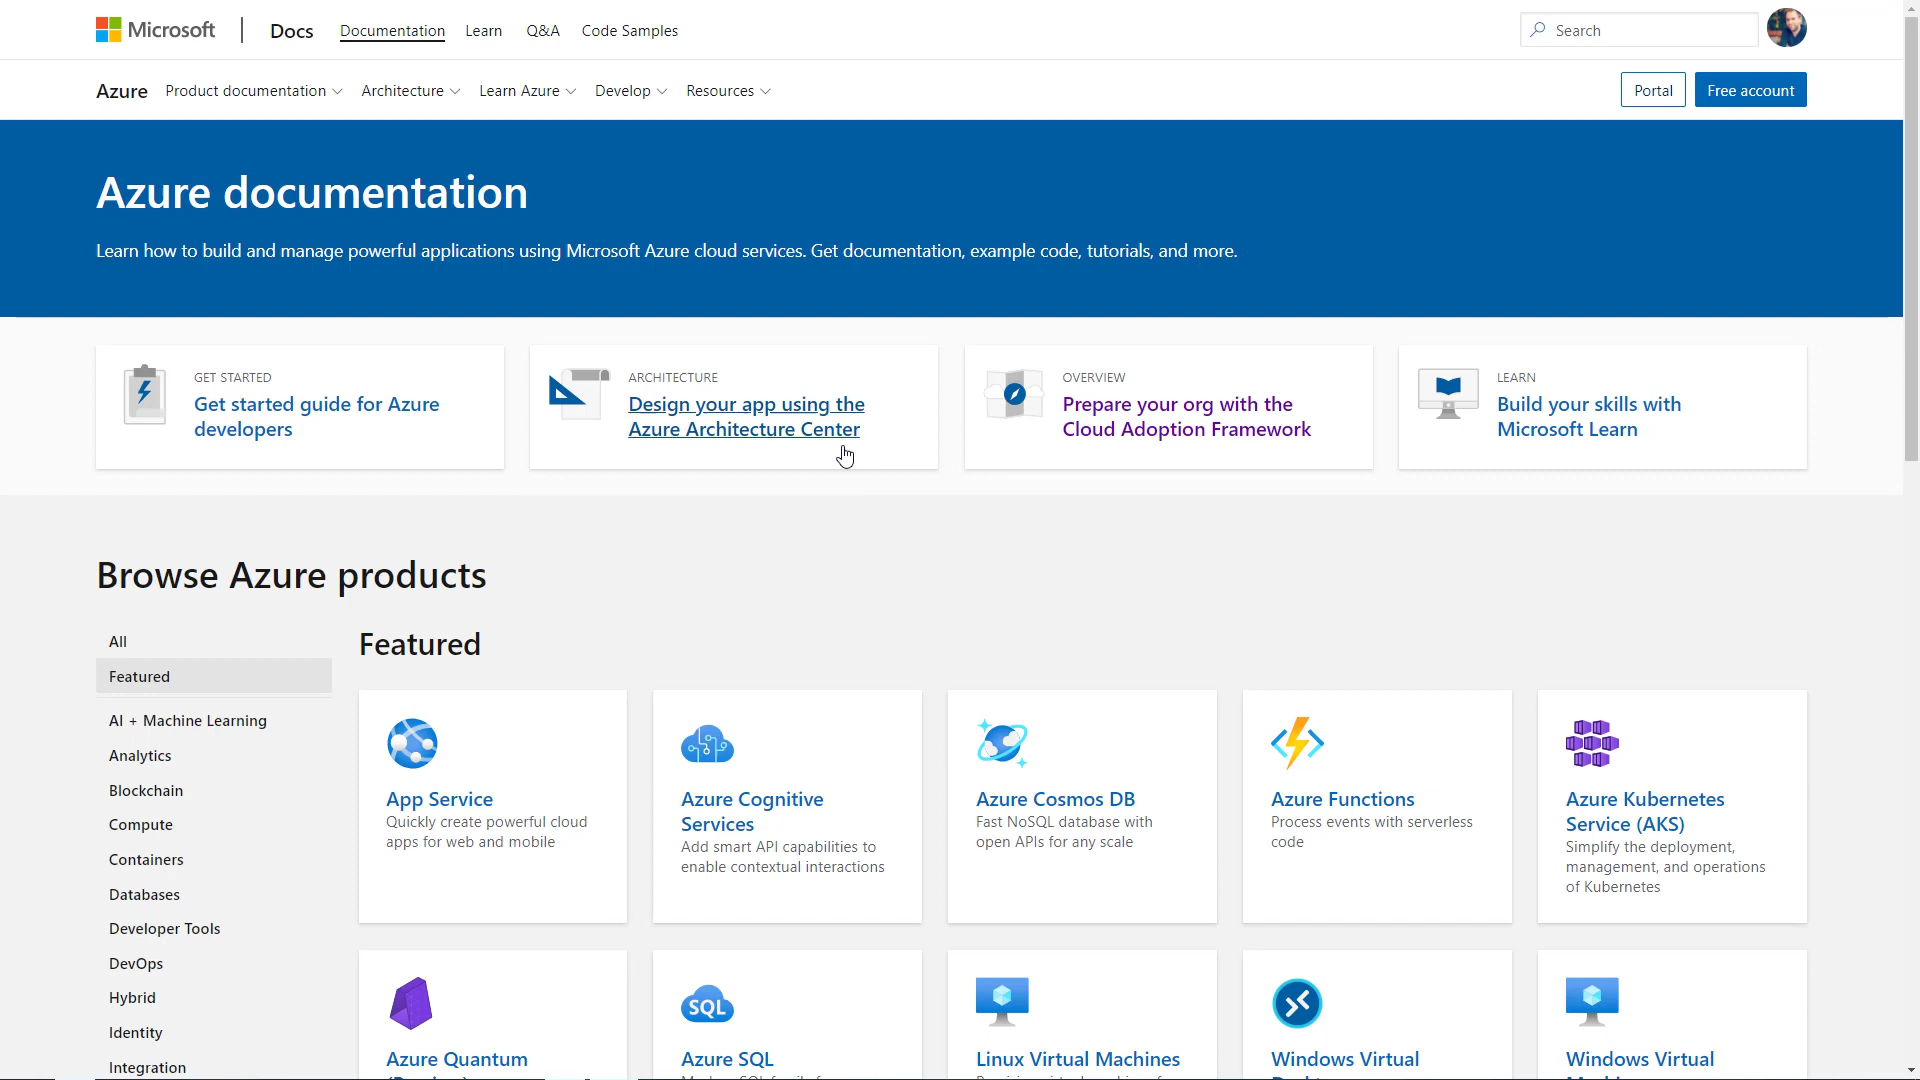 Microsoft
Docs
Documentation
Learn
Q&A
Code Samples
Search
Azure
Product documentation
Architecture
Learn Azure
Develop
Resources
Portal
Free account
Azure documentation
Learn how to build and manage powerful applications using Microsoft Azure cloud services. Get documentation, example code, tutorials, and more.
GET STARTED
Get started guide for Azure
developers
ARCHITECTURE
Design your app using the
Azure Architecture Center
OVERVIEW
Prepare your org with the
Cloud Adoption Framework
LEARN
Build your skills with
Microsoft Learn
Browse Azure products
All
Featured
AI + Machine Learning
Analytics
Blockchain
Compute
Containers
Databases
Developer Tools
DevOps
Hybrid
Identity
Integration
Featured
App Service
Quickly create powerful cloud
apps for web and mobile
Azure Cognitive
Services
Add smart API capabilities to
enable contextual interactions
Azure Cosmos DB
Fast NoSQL database with
open APIs for any scale
Azure Functions
Process events with serverless
code
Azure Kubernetes
Service (AKS)
Simplify the deployment,
management, and operations
of Kubernetes
Azure Quantum
SQL
Azure SQL
Linux Virtual Machines
Windows Virtual
Windows Virtual